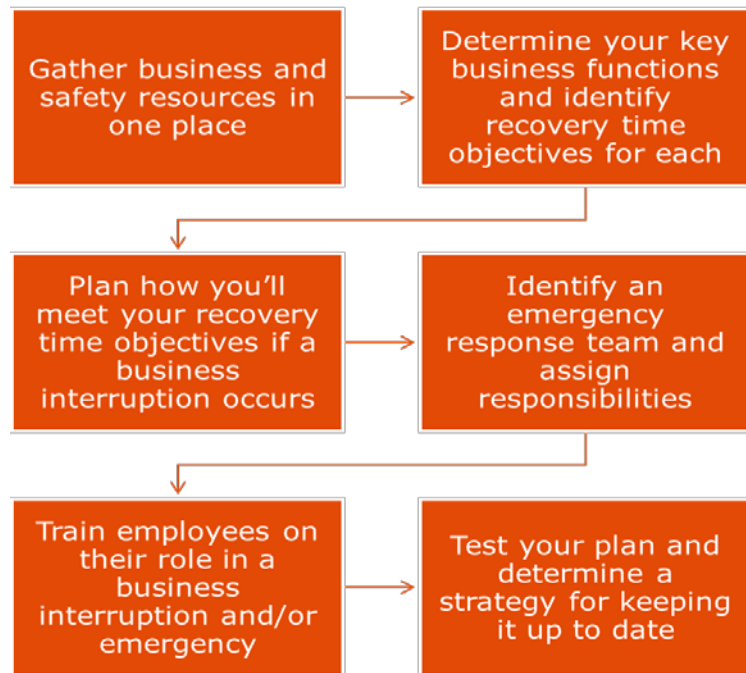 Gather business and
safety resources in
one place
Determine your key
business functions
and identify
recovery time
objectives for each
Plan how you’ll
meet your recovery
time objectives if a
business
interruption occurs
Identify an
emergency
response team and
assign
responsibilities
Train employees on
their role in a
business
interruption and/or
emergency
Test your plan and
determine a
strategy for keeping
it up to date